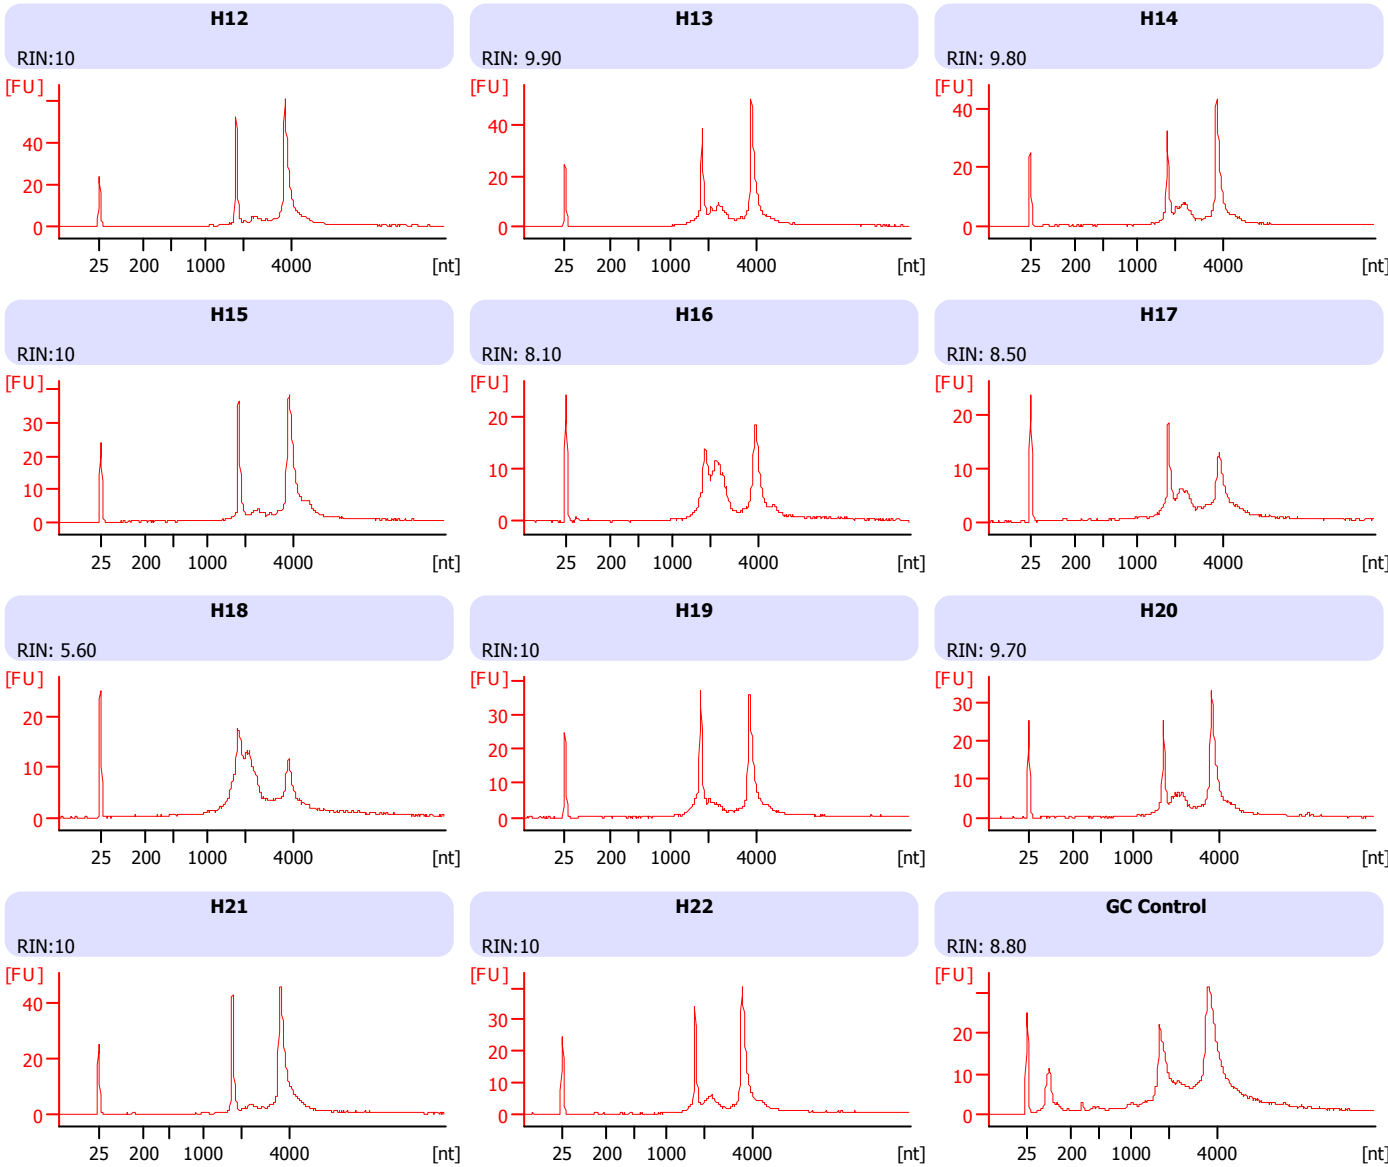 H12
RIN:10
[FU]
40
20
0
25 200 1000 4000 [nt]
H13
RIN: 9.90
[FU]
40
20
0
25 200 1000 4000 [nt]
H14
RIN: 9.80
[FU]
40
20
0
25 200 1000 4000 [nt]
H15
RIN:10
[FU]
30
20
10
0
25 200 1000 4000 [nt]
H16
RIN: 8.10
[FU]
20
10
0
25 200 1000 4000 [nt]
H17
RIN: 8.50
[FU]
20
10
0
25 200 1000 4000 [nt]
H18
RIN: 5.60
[FU]
20
10
0
25 200 1000 4000 [nt]
H19
RIN:10
[FU]
30
20
10
0
25 200 1000 4000 [nt]
H20
RIN: 9.70
[FU]
30
20
10
0
25 200 1000 4000 [nt]
H21
RIN:10
[FU]
40
20
0
25 200 1000 4000 [nt]
H22
RIN:10
[FU]
30
20
10
0
25 200 1000 4000 [nt]
GC Control
RIN: 8.80
[FU]
20
10
0
25 200 1000 4000 [nt]